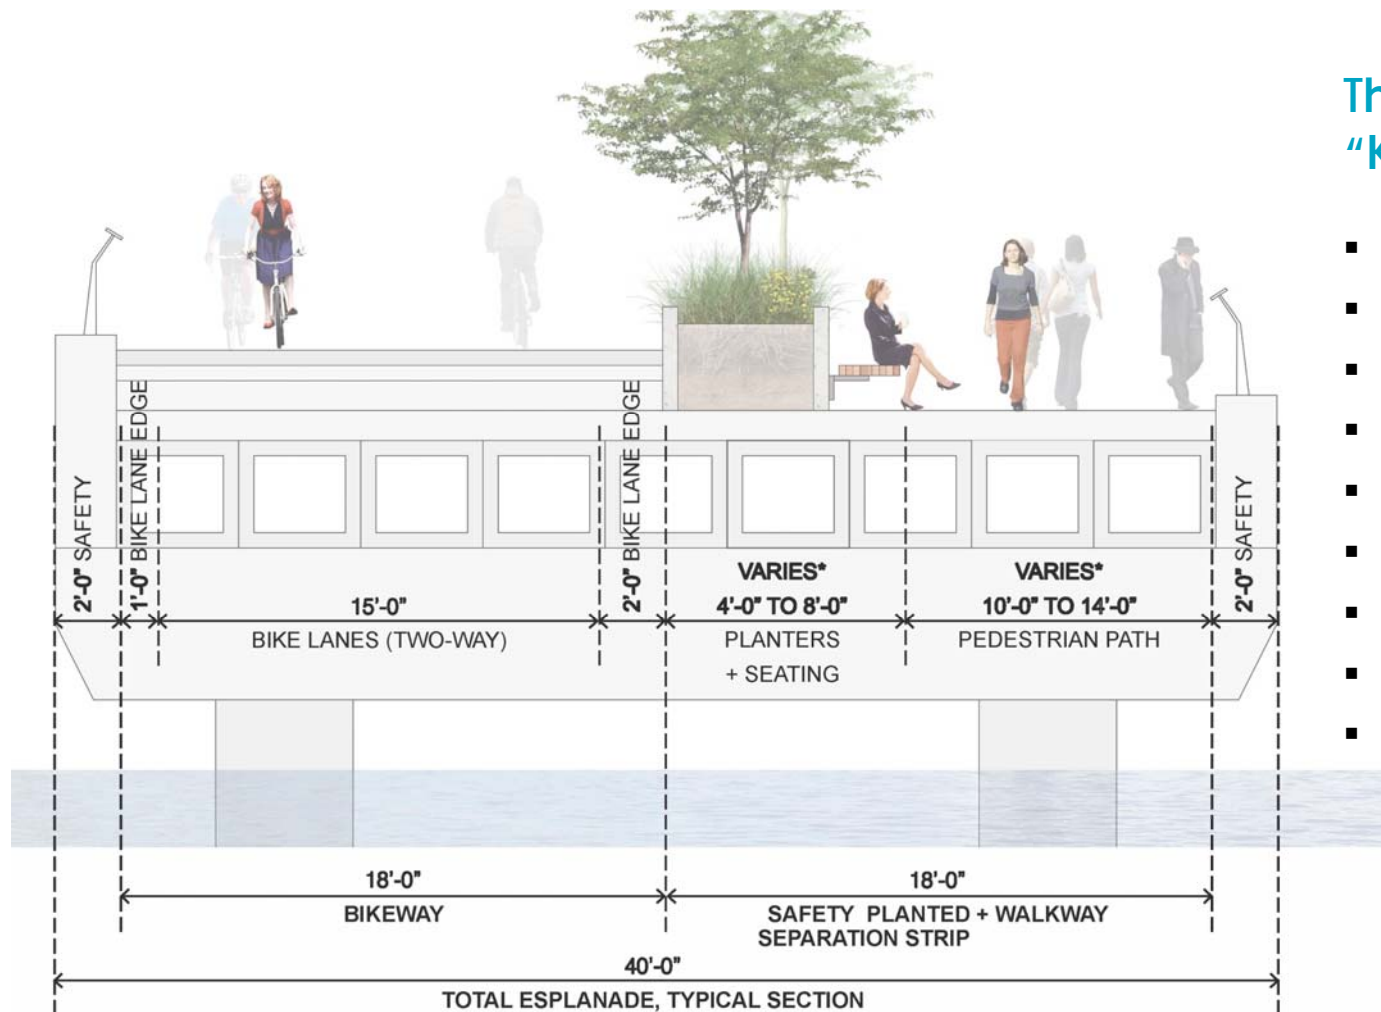 Th
“K
2'-0" SAFETY
1'-0" BIKE LANE EDGE
15'-0"
BIKE LANES (TWO-WAY)
2'-0" BIKE LANE EDGE
VARIES*
4'-0" TO 8'-0"
PLANTERS
+ SEATING
VARIES*
10'-0" TO 14'-0"
PEDESTRIAN PATH
2'-0" SAFETY
18'-0"
BIKEWAY
18'-0"
SAFETY PLANTED + WALKWAY
SEPARATION STRIP
40'-0"
TOTAL ESPLANADE, TYPICAL SECTION